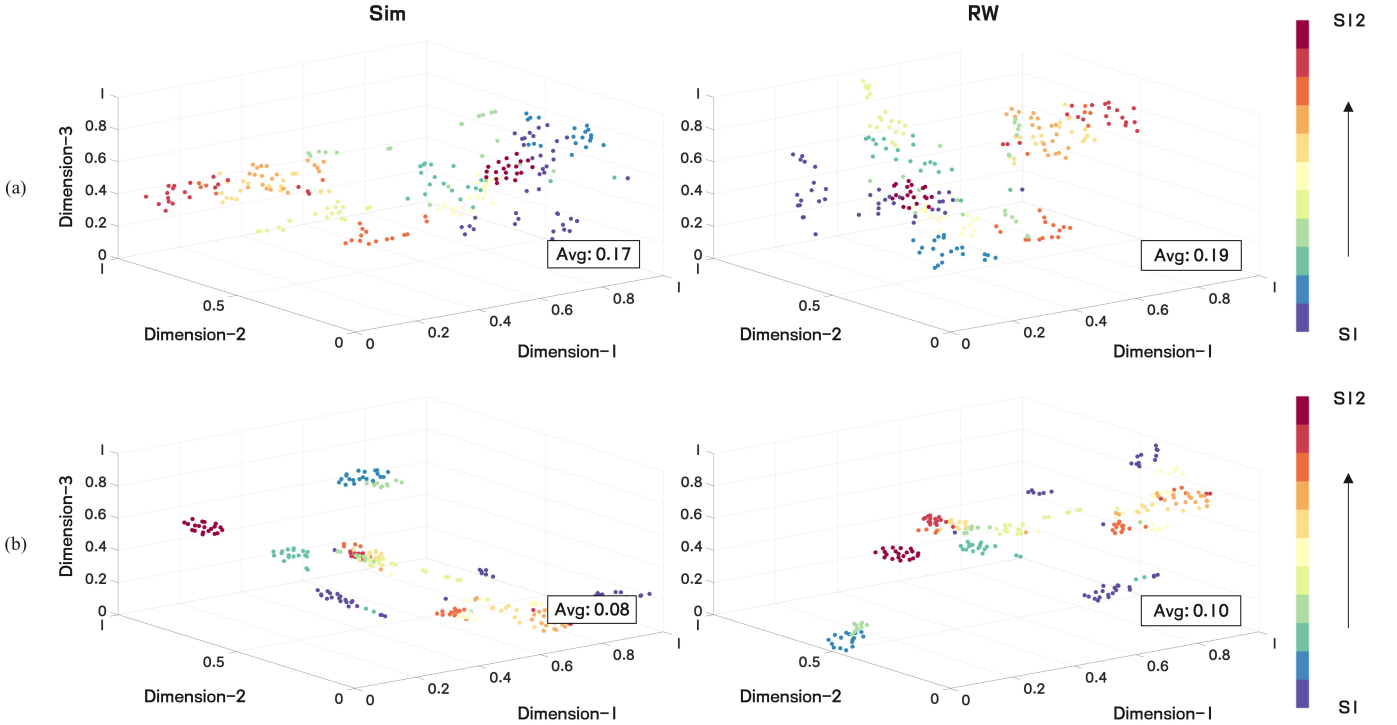 Sim
RW
(a)
Dimension-3
1
0.8
0.6
0.4
0.2
0
1
0.5
0
Dimension-2
0
0.2
0.4
0.6
0.8
1
Dimension-1
Avg: 0.17
1
0.8
0.6
0.4
0.2
0
1
0.5
0
Dimension-2
0
0.2
0.4
0.6
0.8
1
Dimension-1
Avg: 0.19
S12
S1
(b)
Dimension-3
1
0.8
0.6
0.4
0.2
0
1
0.5
0
Dimension-2
0
0.2
0.4
0.6
0.8
1
Dimension-1
Avg: 0.08
1
0.8
0.6
0.4
0.2
0
1
0.5
0
Dimension-2
0
0.2
0.4
0.6
0.8
1
Dimension-1
Avg: 0.10
S12
S1